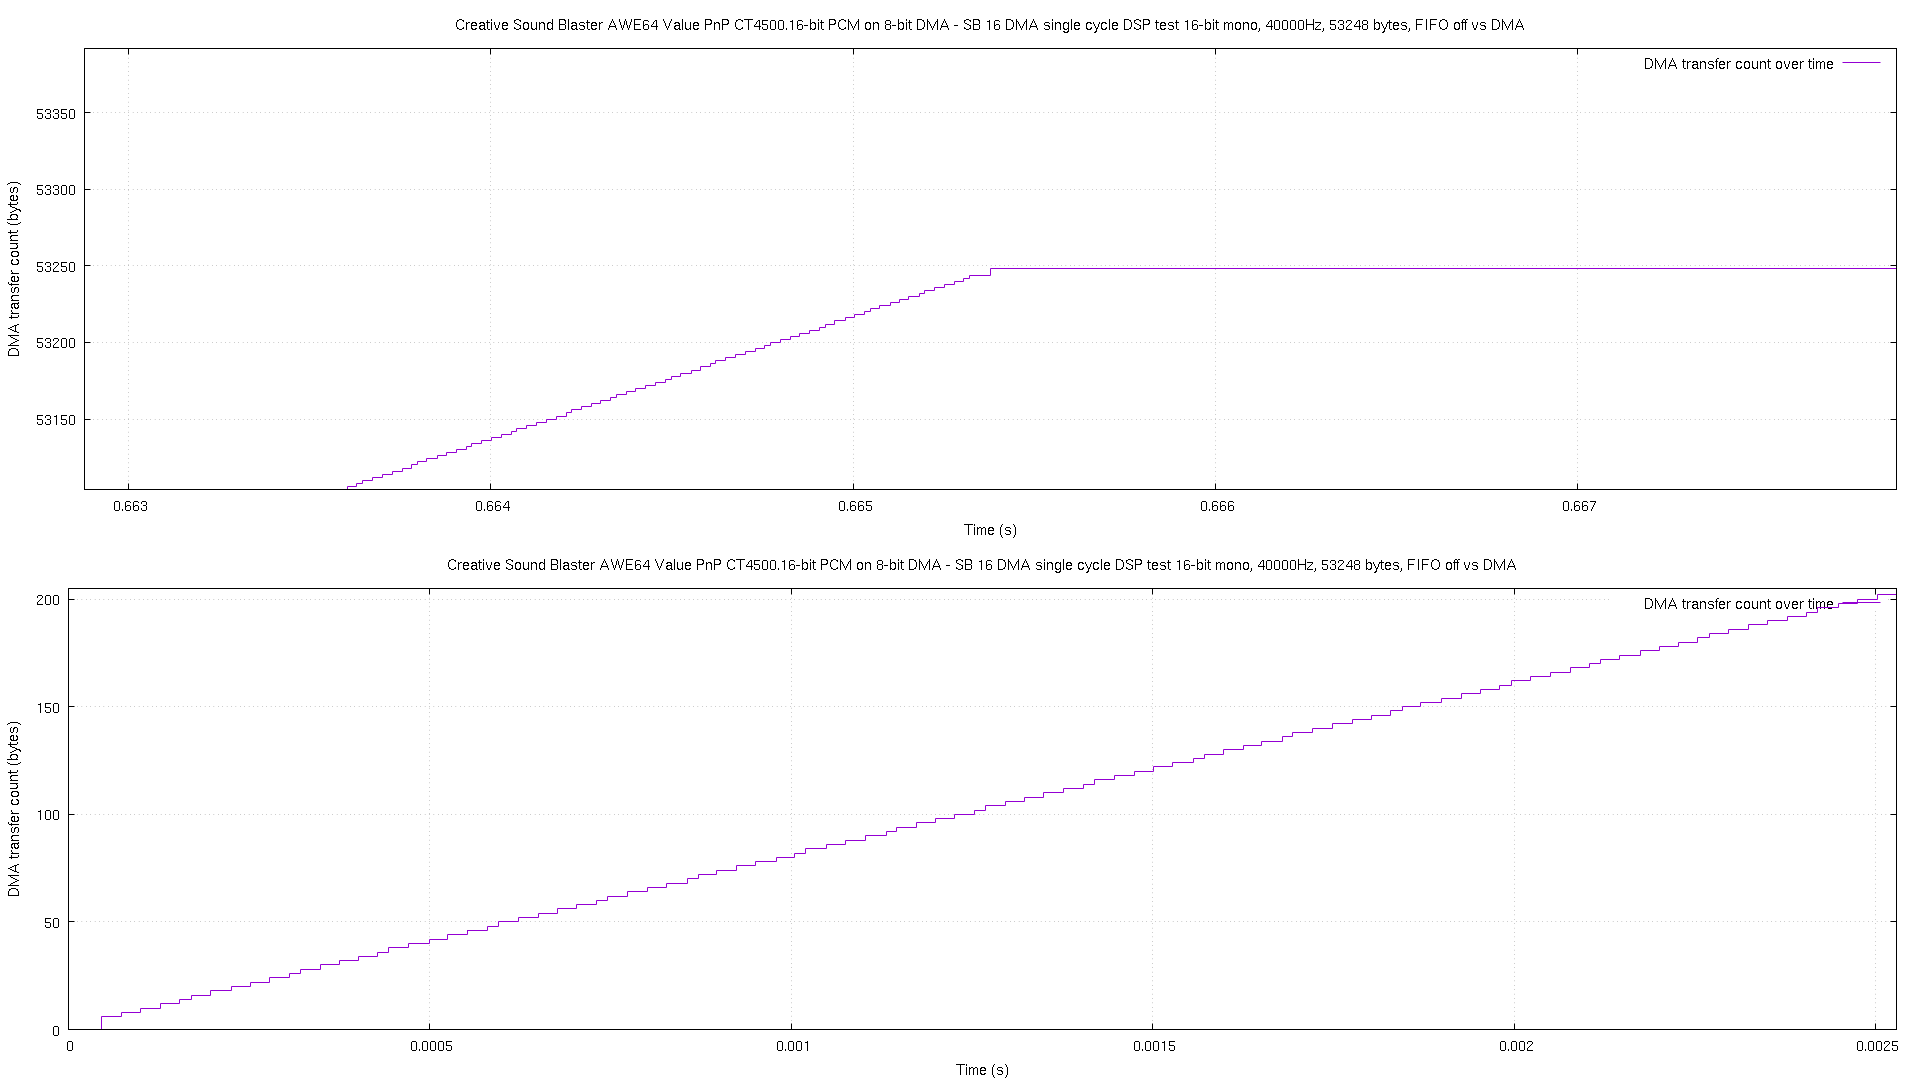 Creative Sound Blaster AWE64 Value PnP CT4500.16-bit PCM on 8-bit DMA - SB 16 DMA single cycle DSP test 16-bit mono, 40000Hz, 53248 bytes, FIFO off vs DMA
DMA transfer count over time
53350
53300
53250
53200
53150
DMA transfer count (bytes)
0.663 0.664 0.665 0.666 0.667
Time (s)
Creative Sound Blaster AWE64 Value PnP CT4500.16-bit PCM on 8-bit DMA - SB 16 DMA single cycle DSP test 16-bit mono, 40000Hz, 53248 bytes, FIFO off vs DMA
DMA transfer count over time
200
150
100
50
0
DMA transfer count (bytes)
0 0.0005 0.001 0.0015 0.002 0.0025
Time (s)